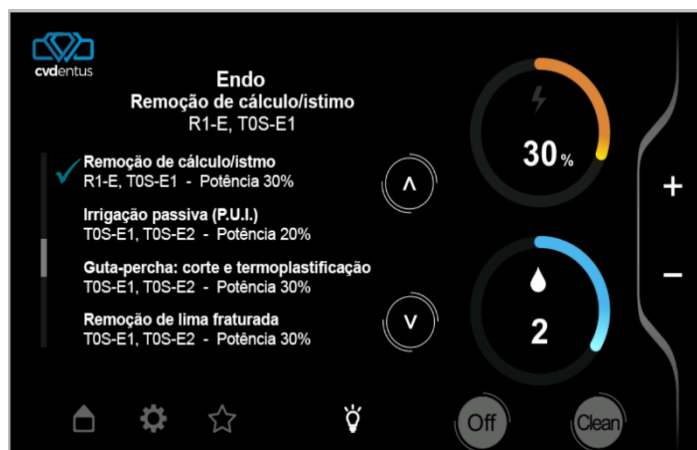 cvdentus
Endo
Remoção de cálculo/istimo
R1-E, T0S-E1
Remoção de cálculo/istmo
R1-E, T0S-E1 - Potência 30%
Irrigação passiva (P.U.I.)
T0S-E1, T0S-E2 - Potência 20%
Guta-percha: corte e termoplastificação
T0S-E1, T0S-E2 - Potência 30%
Remoção de lima fraturada
T0S-E1, T0S-E2 - Potência 30%
30%
2
+
−
Off
Clean